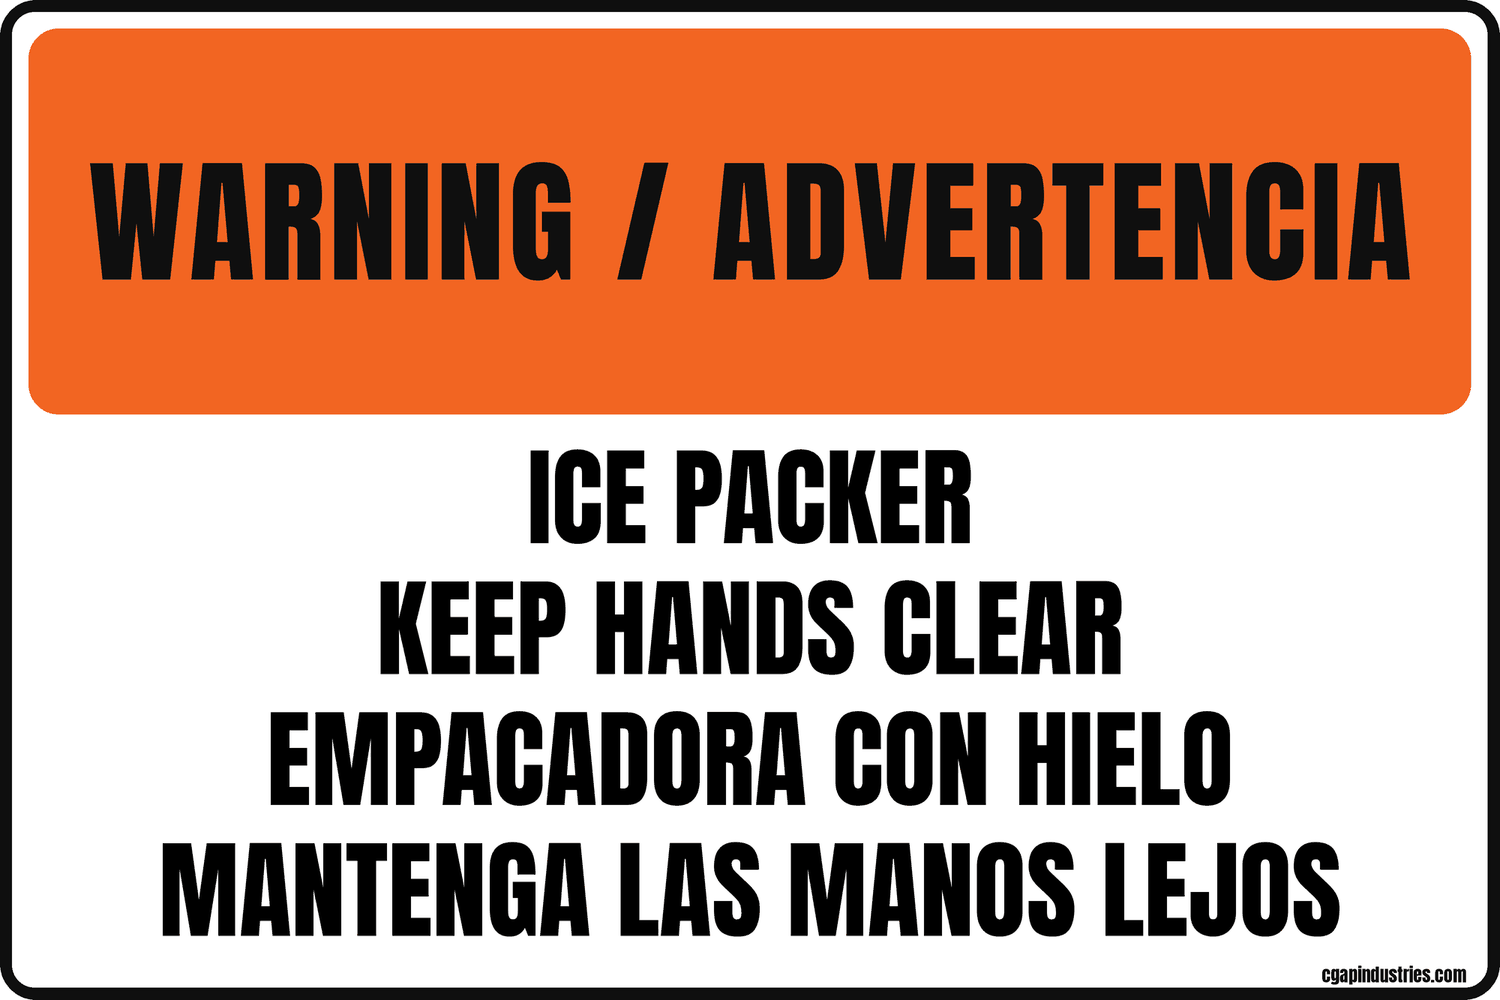 WARNING / ADVERTENCIA
ICE PACKER
KEEP HANDS CLEAR
EMPACADORA CON HIELO
MANTENGA LAS MANOS LEJOS
cgapindustries.com